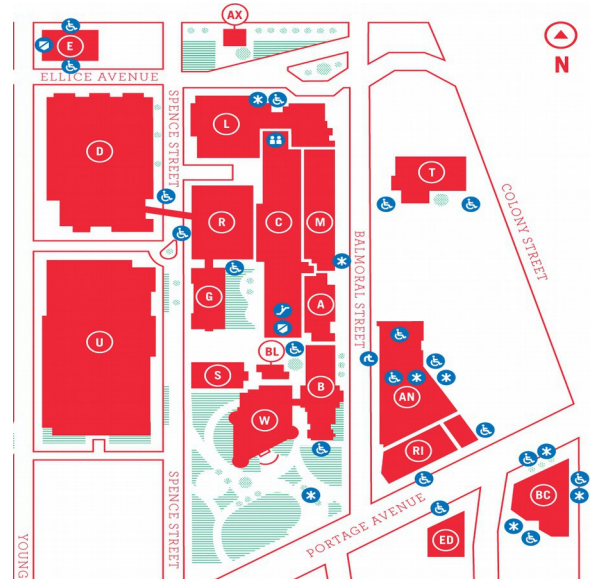 AX
E
N
ELLICE AVENUE
SPENCE STREET
L
D
T
R
C
M
COLONY STREET
BALMORAL STREET
G
A
U
BL
S
B
AN
W
RI
BC
SPENCE STREET
PORTAGE AVENUE
ED
YOUNG